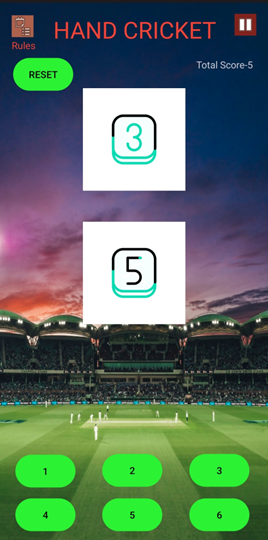 HAND CRICKET
Rules
RESET
Total Score-5
3
5
1 2 3
4 5 6